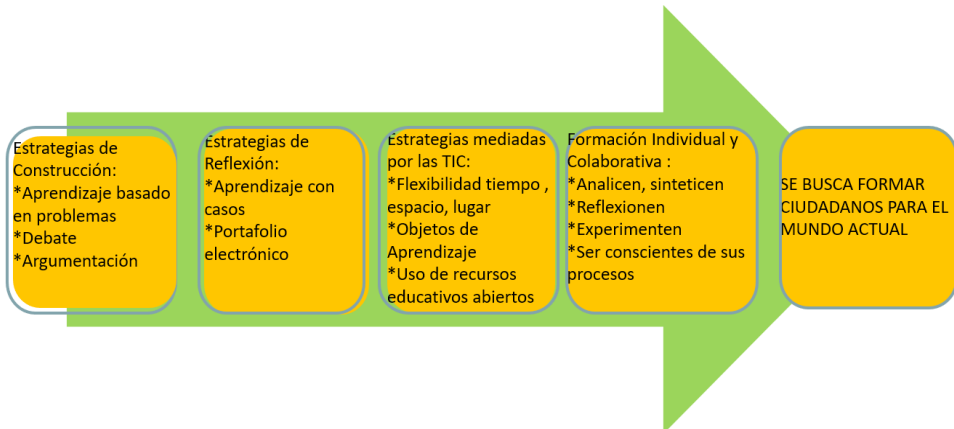 Estrategias de
Construcción:
*Aprendizaje basado
en problemas
*Debate
*Argumentación
Estrategias de
Reflexión:
*Aprendizaje con
casos
*Portafolio
electrónico
Estrategias mediadas
por las TIC:
*Flexibilidad tiempo ,
espacio, lugar
*Objetos de
Aprendizaje
*Uso de recursos
educativos abiertos
Formación Individual y
Colaborativa :
*Analicen, sinteticen
*Reflexionen
*Experimenten
*Ser conscientes de sus
procesos
SE BUSCA FORMAR
CIUDADANOS PARA EL
MUNDO ACTUAL